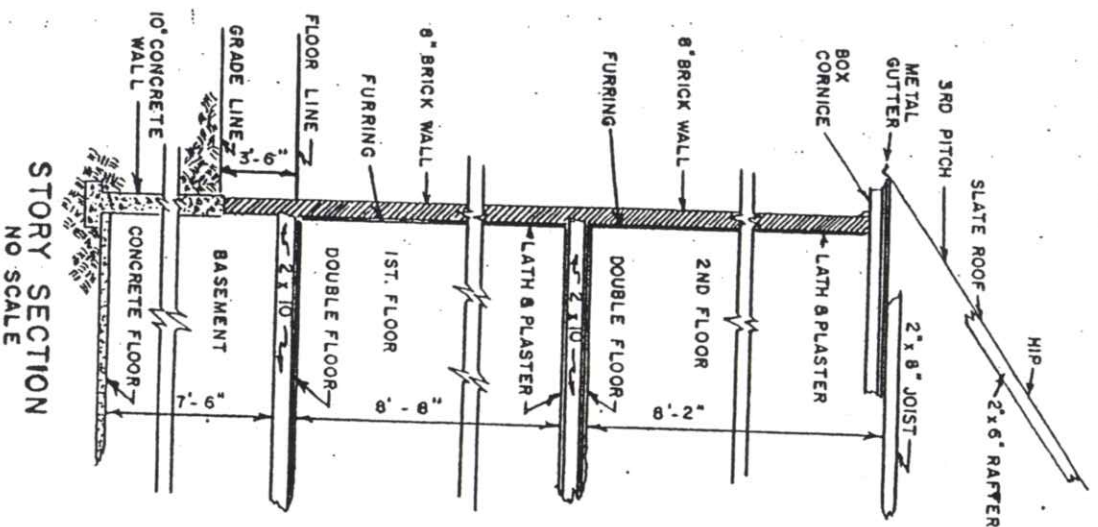 HIP
SLATE ROOF
3RD PITCH
2" x 6" RAFTER
METAL
GUTTER
2" x 8" JOIST
BOX
CORNICE
LATH & PLASTER
8" BRICK WALL
2ND FLOOR
8'-2"
FURRING
DOUBLE FLOOR
2 x 10
LATH & PLASTER
8" BRICK WALL
1ST. FLOOR
8'-8"
FURRING
DOUBLE FLOOR
FLOOR LINE
2 x 10
3'-6"
GRADE LINE
BASEMENT
7'-6"
10" CONCRETE
WALL
CONCRETE FLOOR
STORY SECTION
NO SCALE